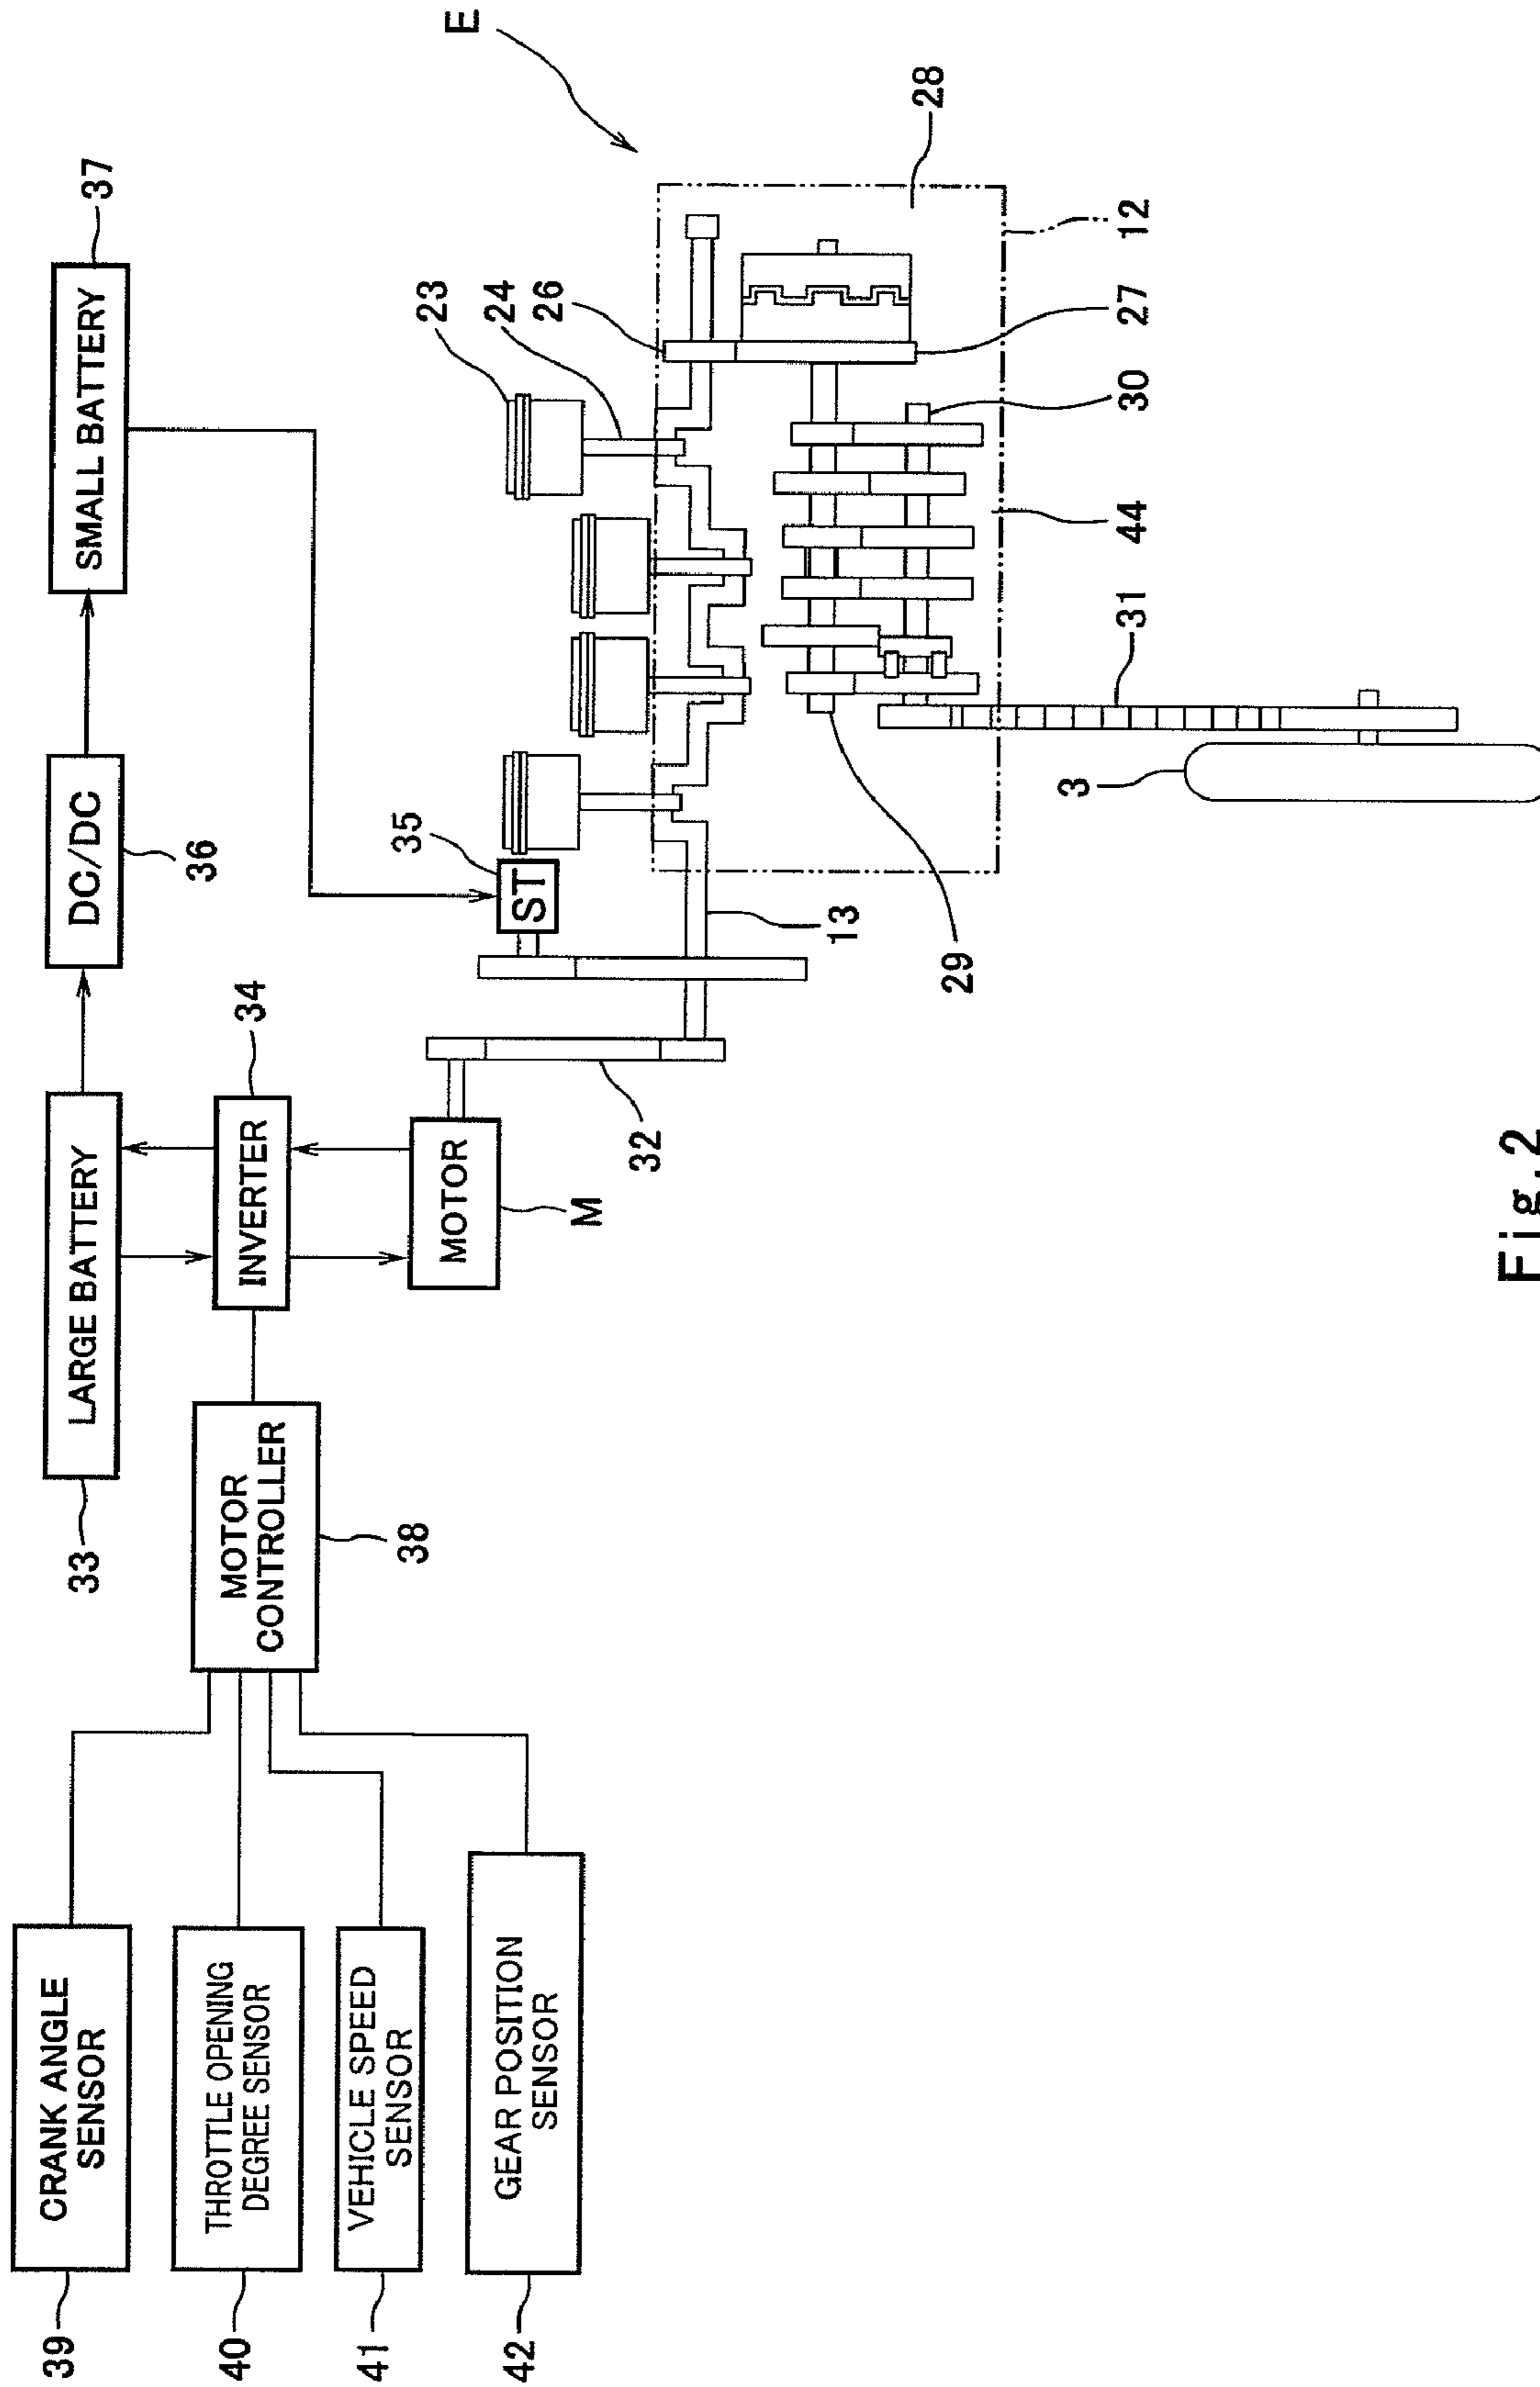 39
CRANK ANGLE
SENSOR
40
THROTTLE OPENING
DEGREE SENSOR
41
VEHICLE SPEED
SENSOR
42
GEAR POSITION
SENSOR
MOTOR
CONTROLLER
38
33
LARGE BATTERY
INVERTER
34
MOTOR
M
32
DC/DC
36
SMALL BATTERY
37
ST
35
13
29
3
31
44
30
27
12
28
23
24
26
E
Fig.2